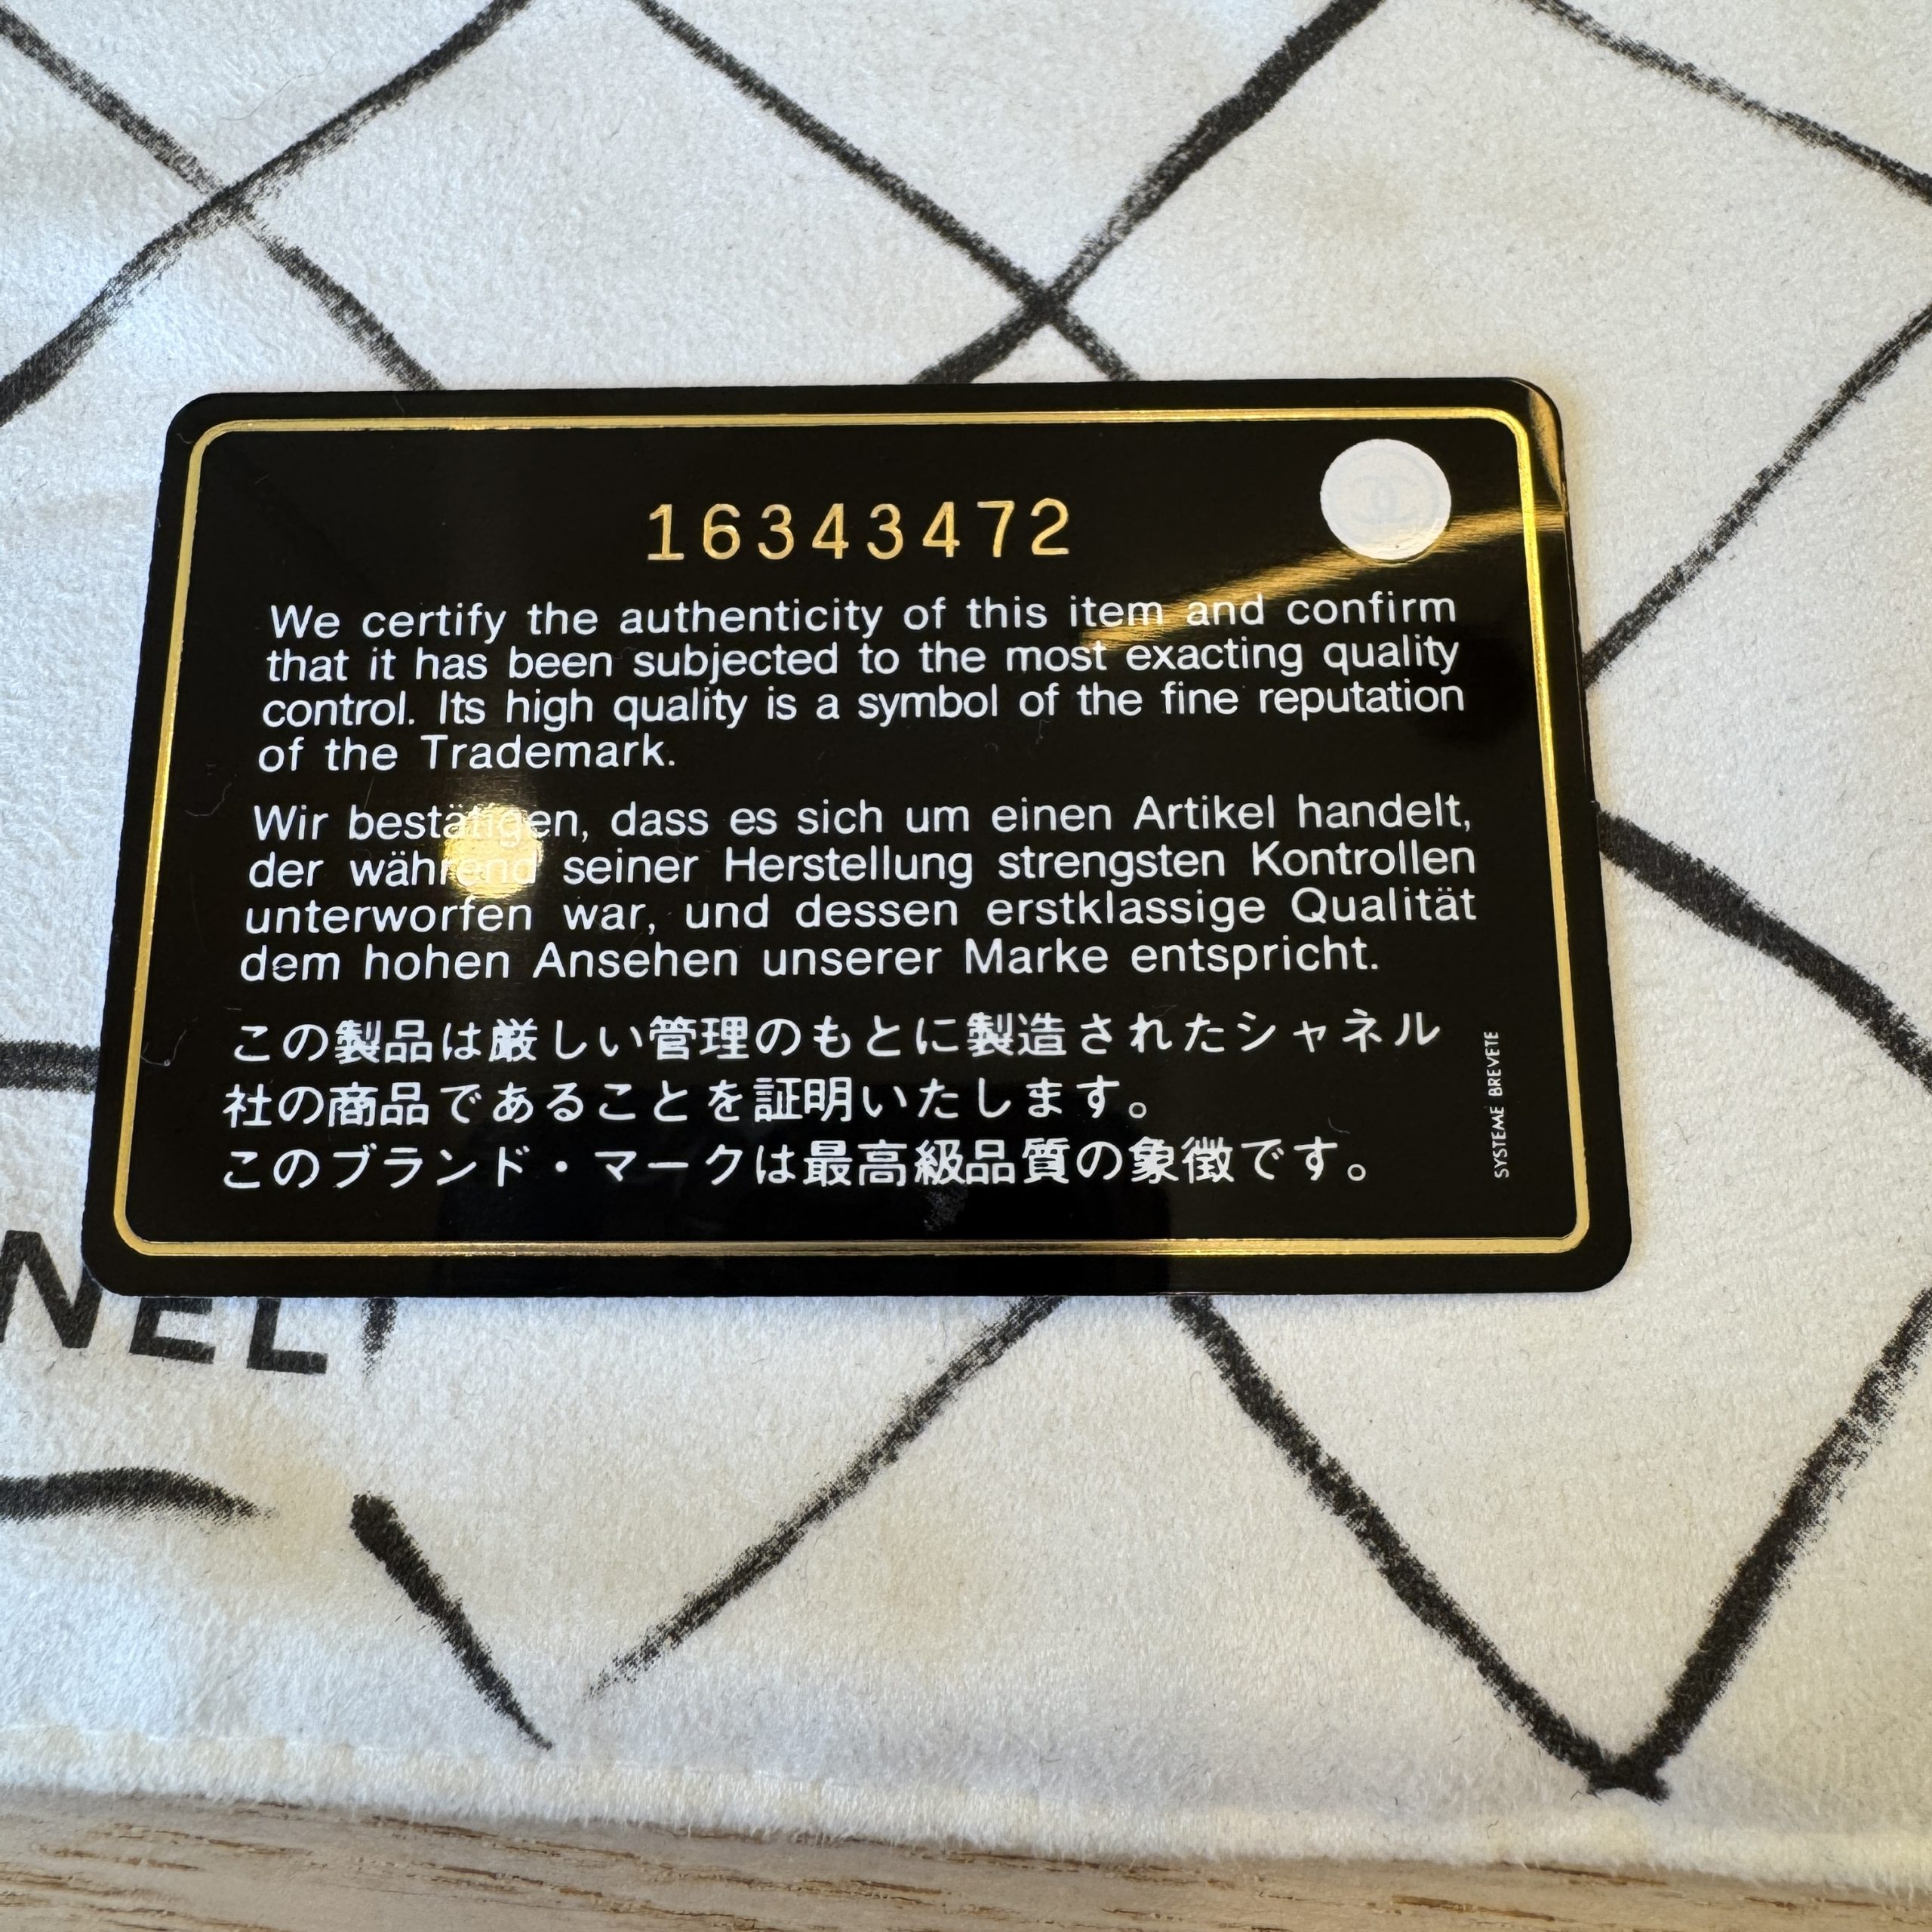 16343472
We certify the authenticity of this item and confirm
that it has been subjected to the most exacting quality
control. Its high quality is a symbol of the fine reputation
of the Trademark.
Wir bestätigen, dass es sich um einen Artikel handelt,
der während seiner Herstellung strengsten Kontrollen
unterworfen war, und dessen erstklassige Qualität
dem hohen Ansehen unserer Marke entspricht.
この製品は厳しい管理のもとに製造されたシャネル
社の商品であることを証明いたします。
このブランド・マークは最高級品質の象徴です。
SYSTEME BREVETE
NEL